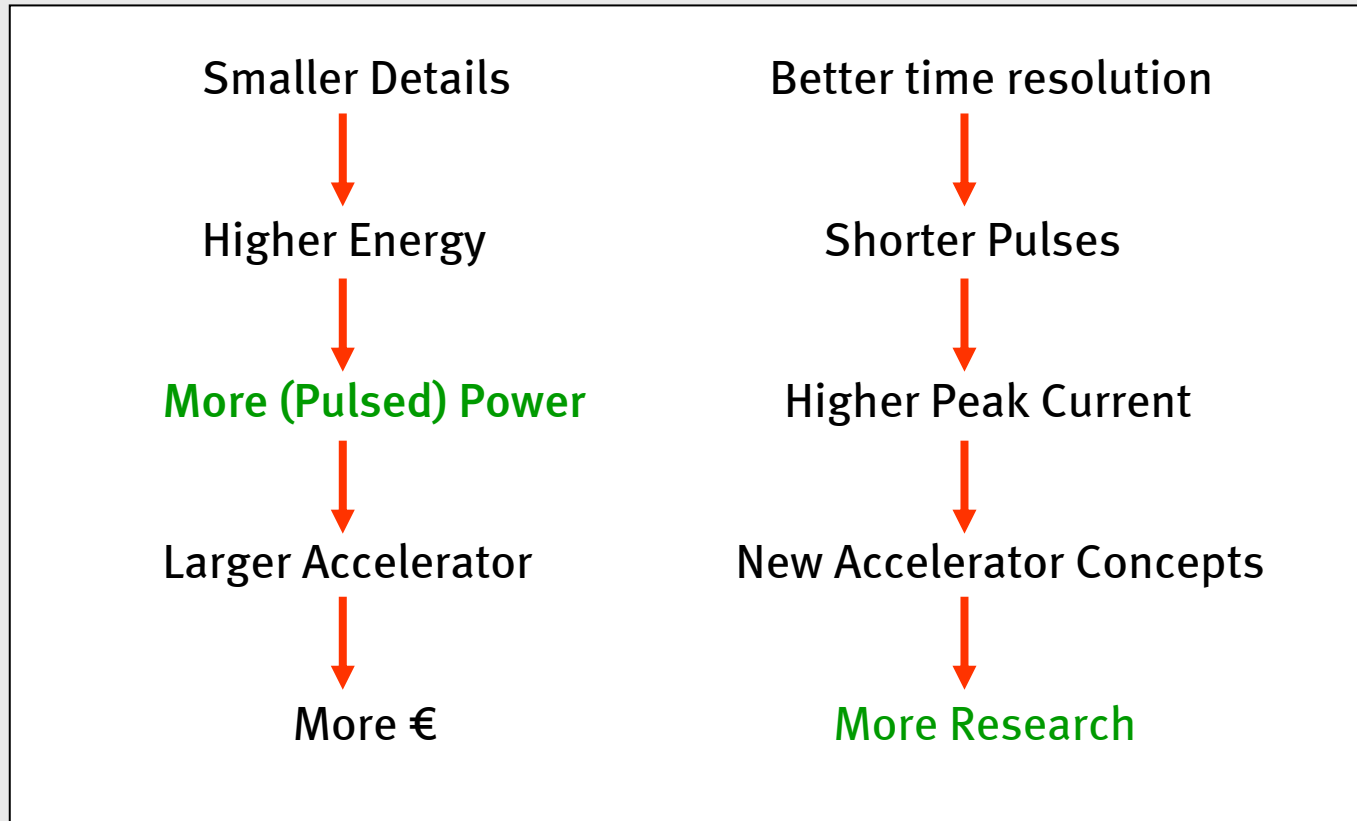 Smaller Details
Higher Energy
More (Pulsed) Power
Larger Accelerator
More €
Better time resolution
Shorter Pulses
Higher Peak Current
New Accelerator Concepts
More Research